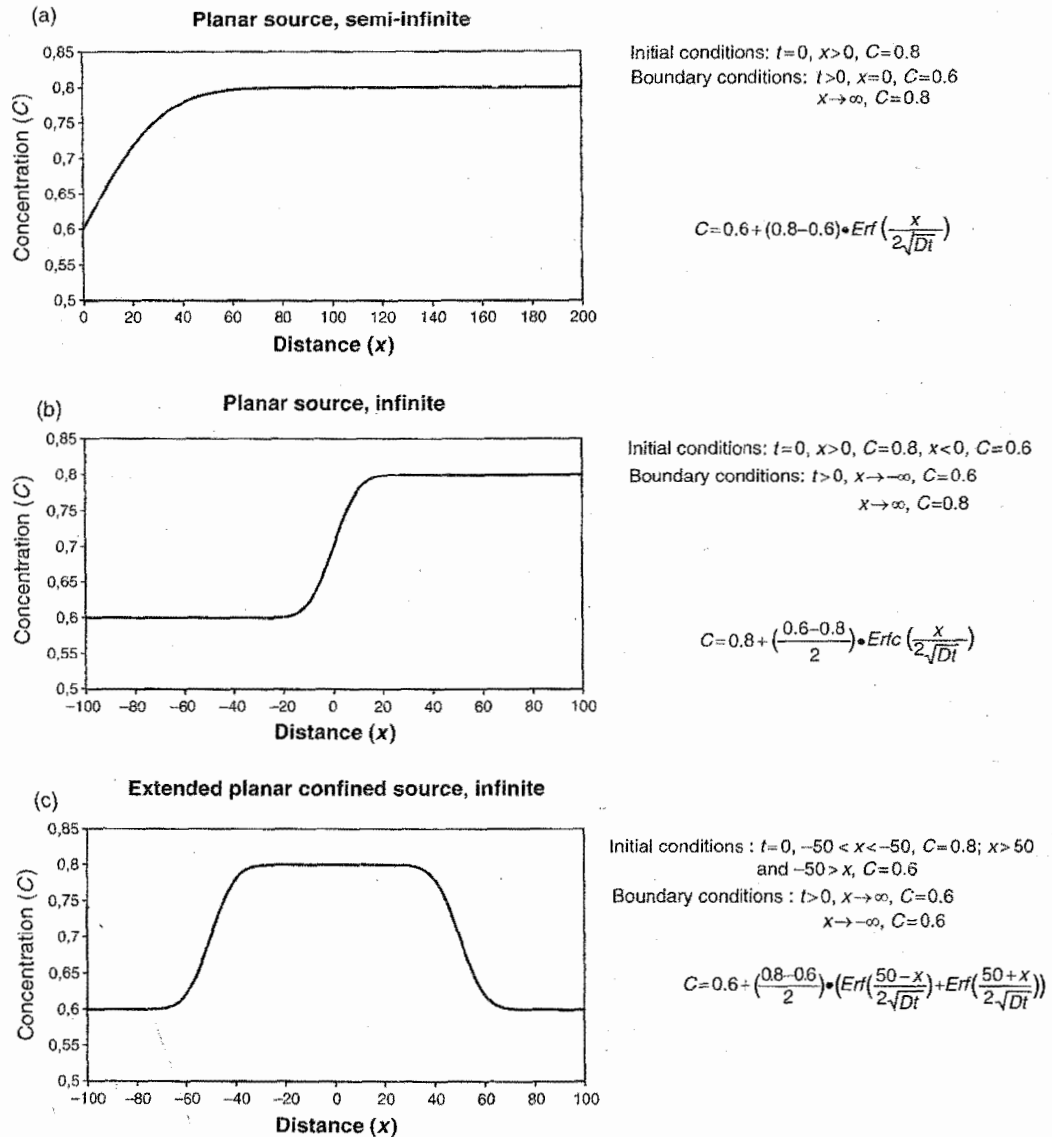 (a)
Planar source, semi-infinite
0,85
0,8
0,75
0,7
0,65
0,6
0,55
0,5
Concentration (C)
0 20 40 60 80 100 120 140 160 180 200
Distance (x)
Initial conditions: t=0, x>0, C=0.8
Boundary conditions: t>0, x=0, C=0.6
x→∞, C=0.8
C=0.6+(0.8–0.6)•Erf(x/2√Dt)
(b)
Planar source, infinite
0,85
0,8
0,75
0,7
0,65
0,6
0,55
0,5
Concentration (C)
–100 –80 –60 –40 –20 0 20 40 60 80 100
Distance (x)
Initial conditions: t=0, x>0, C=0.8, x<0, C=0.6
Boundary conditions: t>0, x→–∞, C=0.6
x→∞, C=0.8
C=0.8+(0.6–0.8/2)•Erfc(x/2√Dt)
(c)
Extended planar confined source, infinite
0,85
0,8
0,75
0,7
0,65
0,6
0,55
0,5
Concentration (C)
–100 –80 –60 –40 –20 0 20 40 60 80 100
Distance (x)
Initial conditions : t=0, –50 < x<–50, C=0.8; x>50
and –50>x, C=0.6
Boundary conditions : t>0, x→∞, C=0.6
x→–∞, C=0.6
C=0.6+(0.8–0.6/2)•(Erf(50–x/2√Dt)+Erf(50+x/2√Dt))